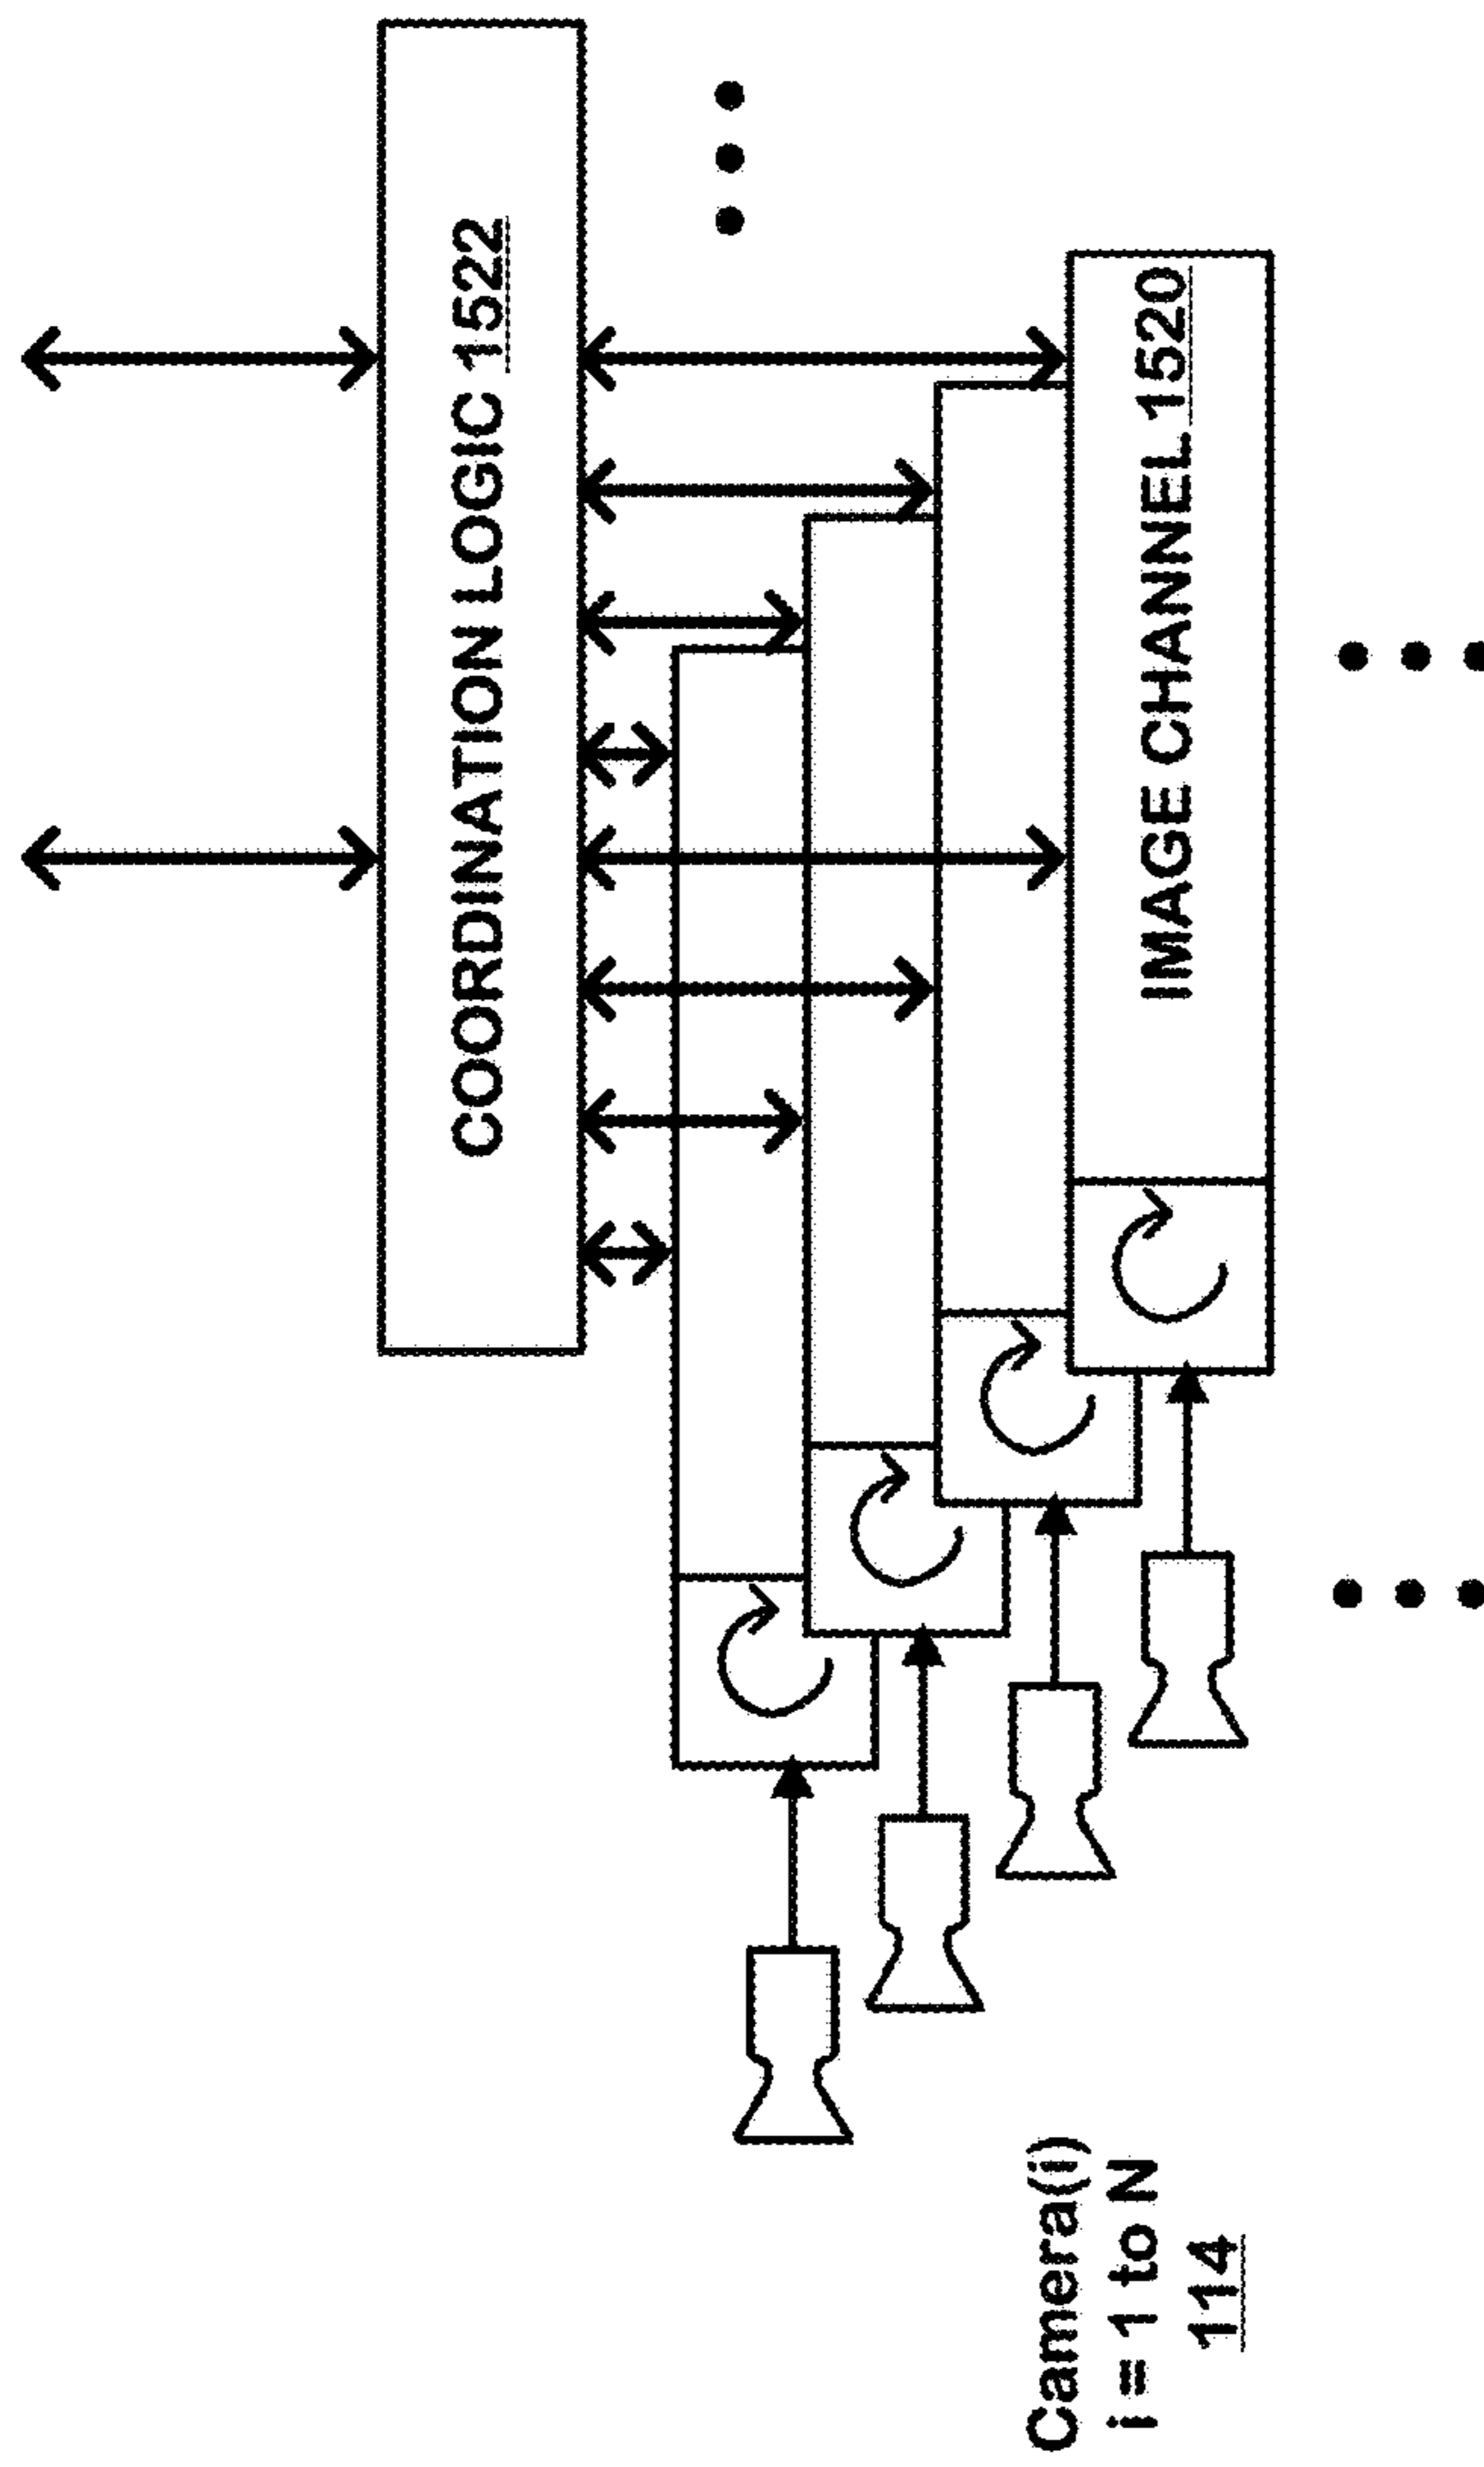 COORDINATION LOGIC 1522
IMAGE CHANNEL 1520
Camera(i)
i = 1 to N
114